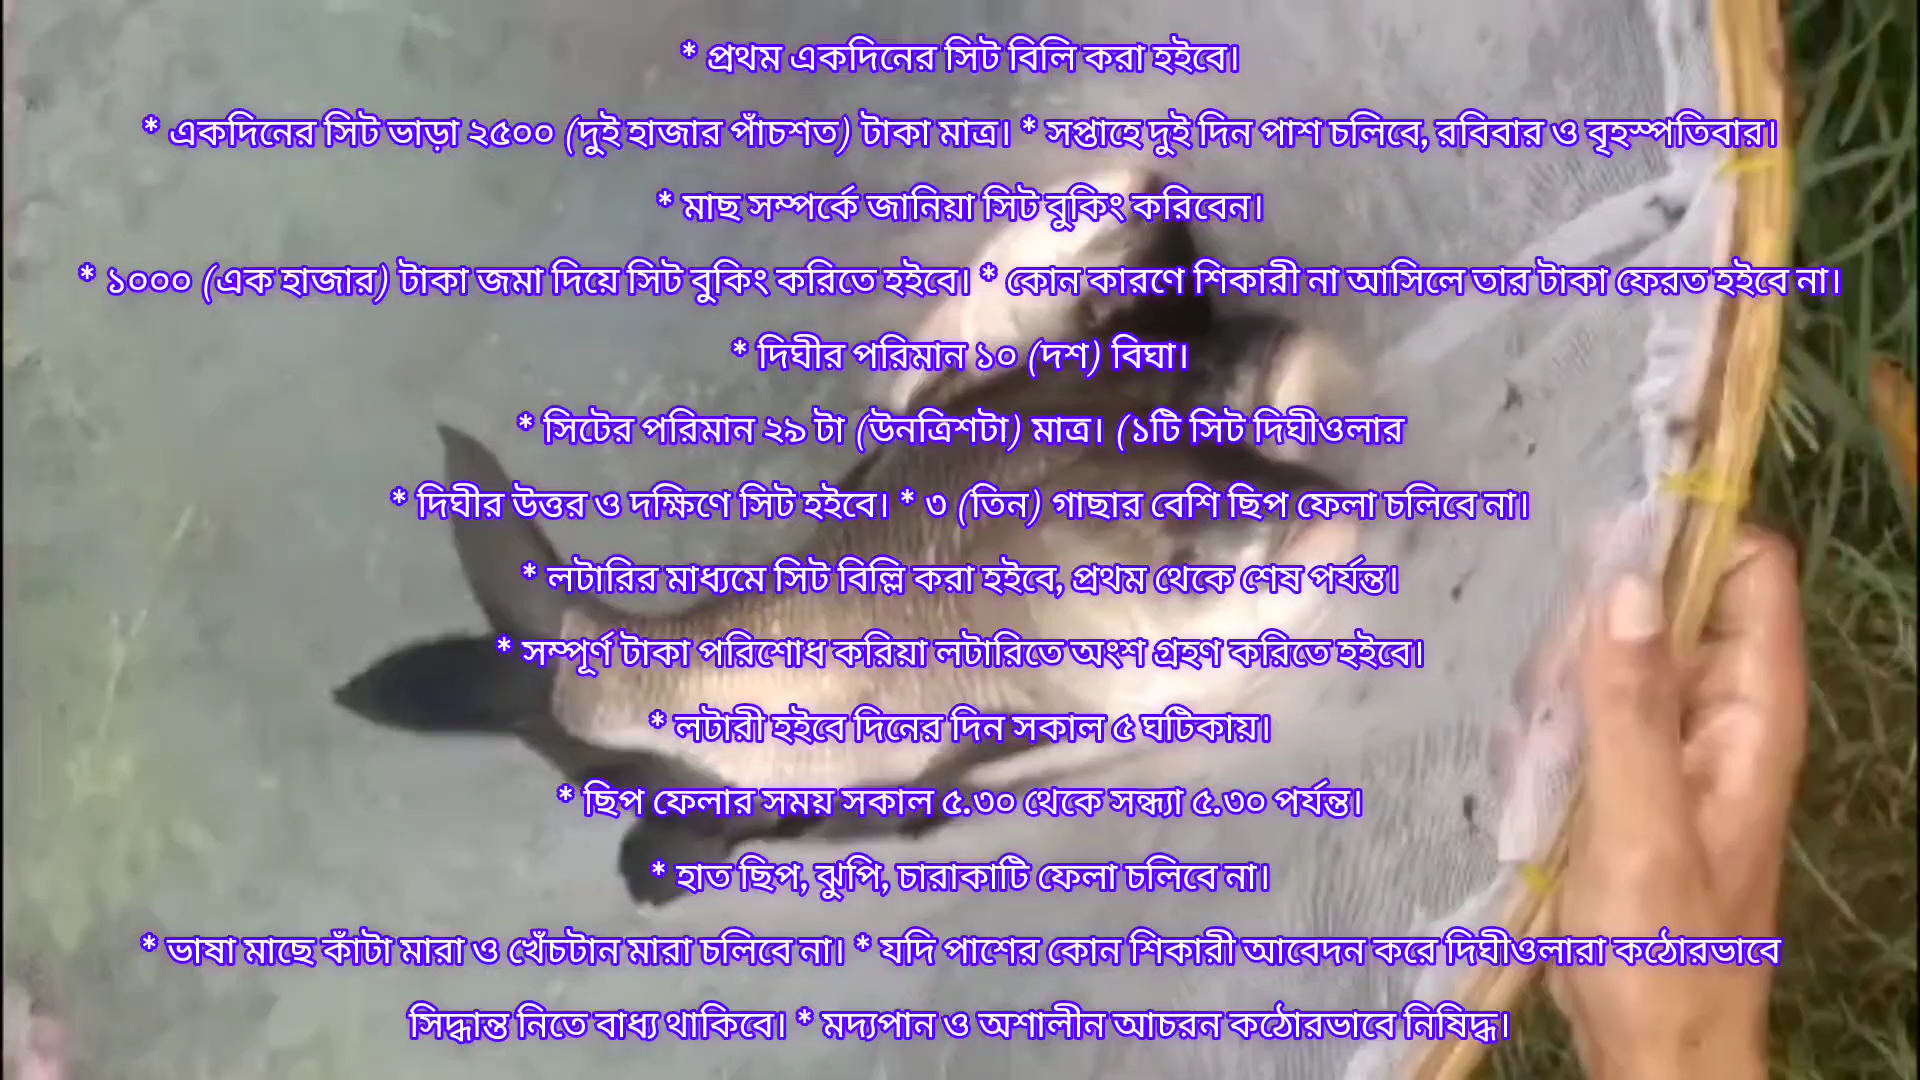 * প্রথম একদিনের সিট বিলি করা হইবে।
* একদিনের সিট ভাড়া ২৫০০ (দুই হাজার পাঁচশত) টাকা মাত্র। * সপ্তাহে দুই দিন পাশ চলিবে, রবিবার ও বৃহস্পতিবার।
* মাছ সম্পর্কে জানিয়া সিট বুকিং করিবেন।
* ১০০০ (এক হাজার) টাকা জমা দিয়ে সিট বুকিং করিতে হইবে। * কোন কারণে শিকারী না আসিলে তার টাকা ফেরত হইবে না।
* দিঘীর পরিমান ১০ (দশ) বিঘা।
* সিটের পরিমান ২৯ টা (উনত্রিশটা) মাত্র। (১টি সিট দিঘীওলার
* দিঘীর উত্তর ও দক্ষিণে সিট হইবে। * ৩ (তিন) গাছার বেশি ছিপ ফেলা চলিবে না।
* লটারির মাধ্যমে সিট বিল্লি করা হইবে, প্রথম থেকে শেষ পর্যন্ত।
* সম্পূর্ণ টাকা পরিশোধ করিয়া লটারিতে অংশ গ্রহণ করিতে হইবে।
* লটারী হইবে দিনের দিন সকাল ৫ ঘটিকায়।
* ছিপ ফেলার সময় সকাল ৫.৩০ থেকে সন্ধ্যা ৫.৩০ পর্যন্ত।
* হাত ছিপ, ঝুপি, চারাকাটি ফেলা চলিবে না।
* ভাষা মাছে কাঁটা মারা ও খেঁচটান মারা চলিবে না। * যদি পাশের কোন শিকারী আবেদন করে দিঘীওলারা কঠোরভাবে
সিদ্ধান্ত নিতে বাধ্য থাকিবে। * মদ্যপান ও অশালীন আচরন কঠোরভাবে নিষিদ্ধ।